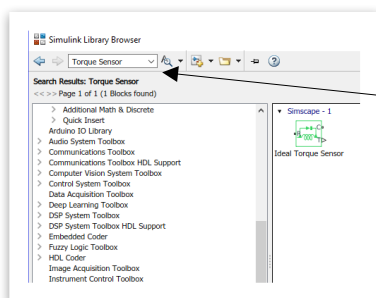 Simulink Library Browser
Torque Sensor
Search Results: Torque Sensor
<< >> Page 1 of 1 (1 Blocks found)
> Additional Math & Discrete
> Quick Insert
Arduino IO Library
> Audio System Toolbox
> Communications Toolbox
> Communications Toolbox HDL Support
> Computer Vision System Toolbox
> Control System Toolbox
Data Acquisition Toolbox
> Deep Learning Toolbox
> DSP System Toolbox
> DSP System Toolbox HDL Support
> Embedded Coder
> Fuzzy Logic Toolbox
> HDL Coder
Image Acquisition Toolbox
Instrument Control Toolbox
Simscape - 1
Ideal Torque Sensor